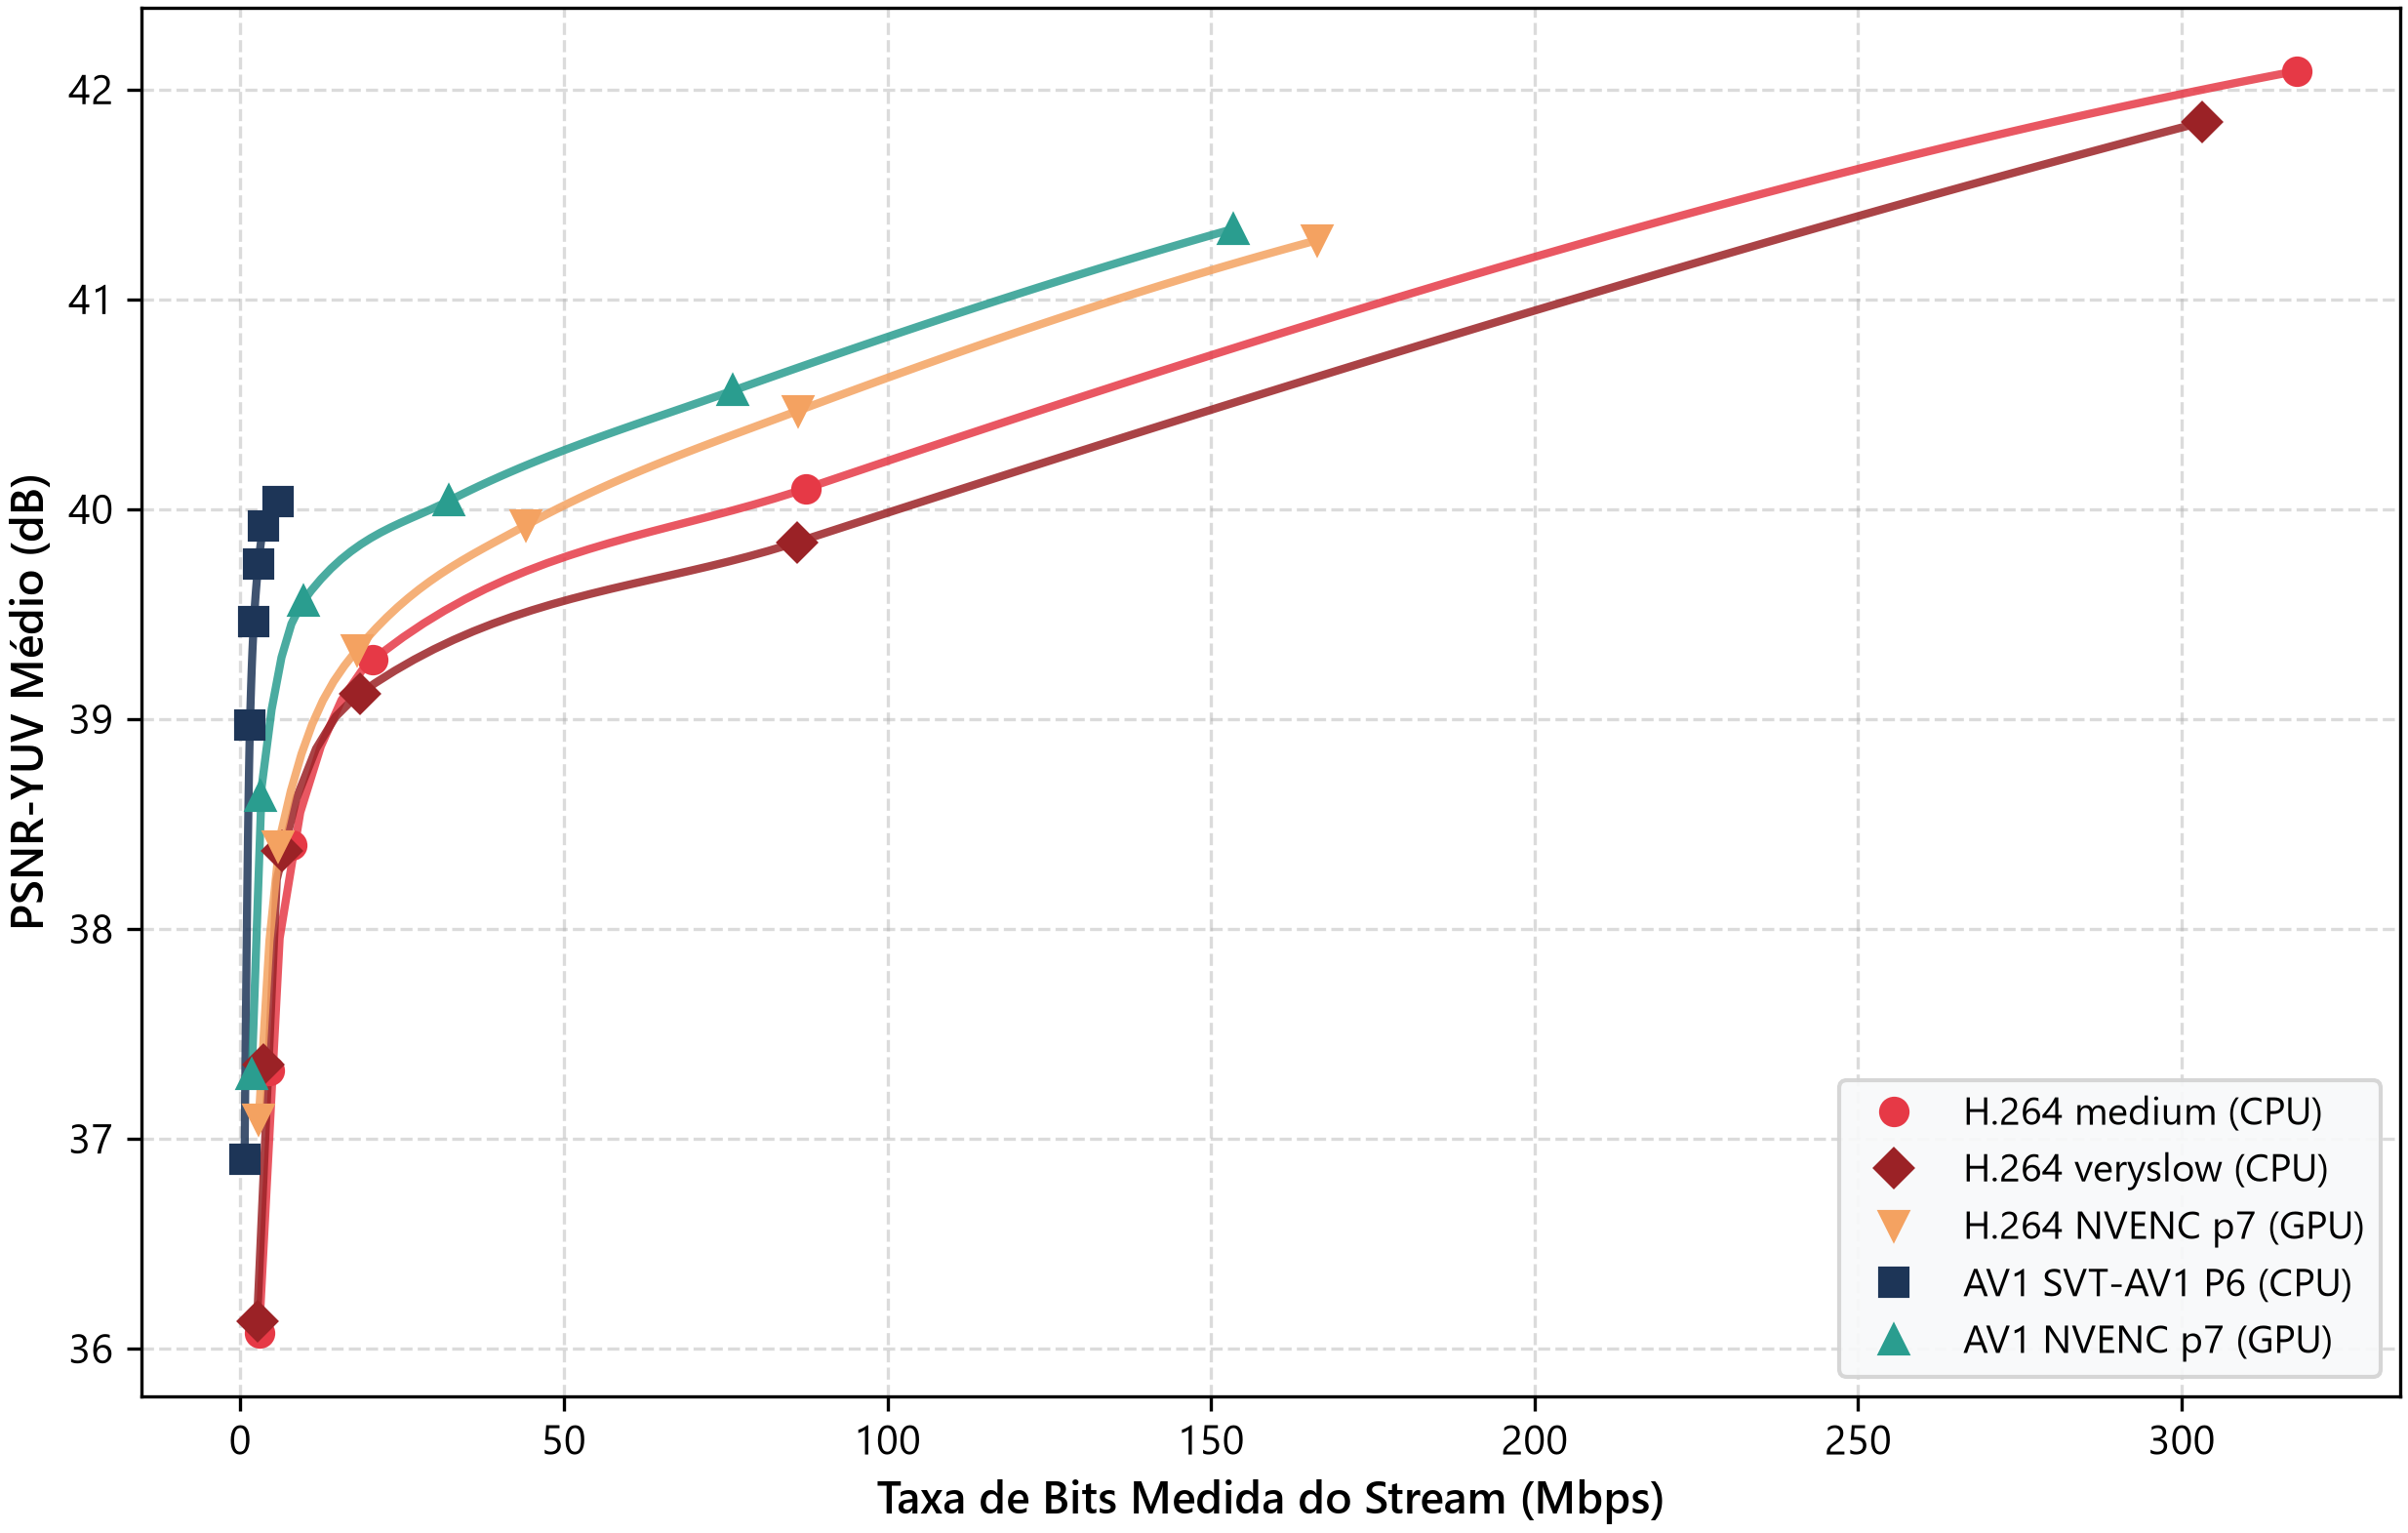 42
41
40
39
38
37
36
PSNR-YUV Médio (dB)
0 50 100 150 200 250 300
Taxa de Bits Medida do Stream (Mbps)
H.264 medium (CPU)
H.264 veryslow (CPU)
H.264 NVENC p7 (GPU)
AV1 SVT-AV1 P6 (CPU)
AV1 NVENC p7 (GPU)